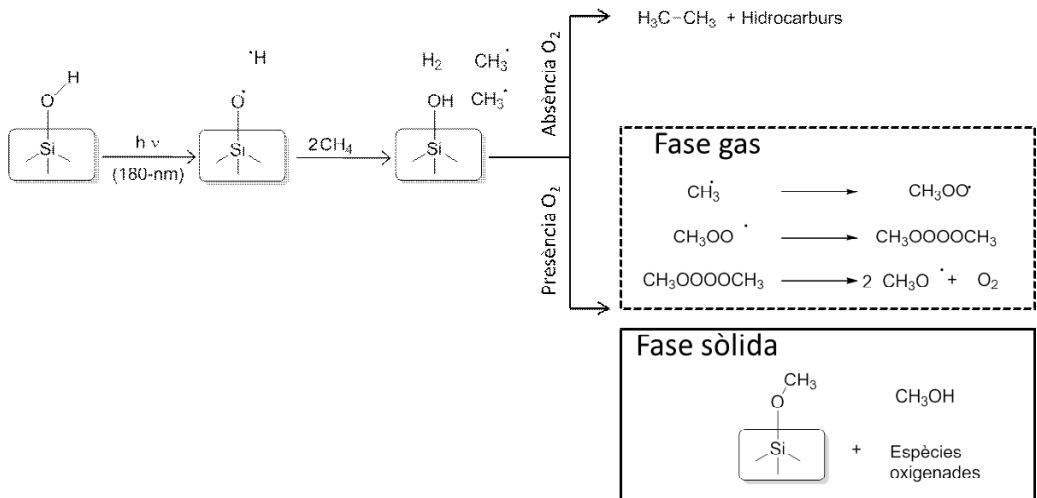 H
O
Si
h ν
(180-nm)
•H
O•
Si
2CH₄
H₂ CH₃•
OH CH₃•
Si
Absència O₂
Presència O₂
H₃C–CH₃ + Hidrocarburs
Fase gas
CH₃• CH₃OO•
CH₃OO • CH₃OOOOCH₃
CH₃OOOOCH₃ 2 CH₃O • + O₂
Fase sòlida
CH₃
O
Si
+
CH₃OH
Espècies
oxigenades